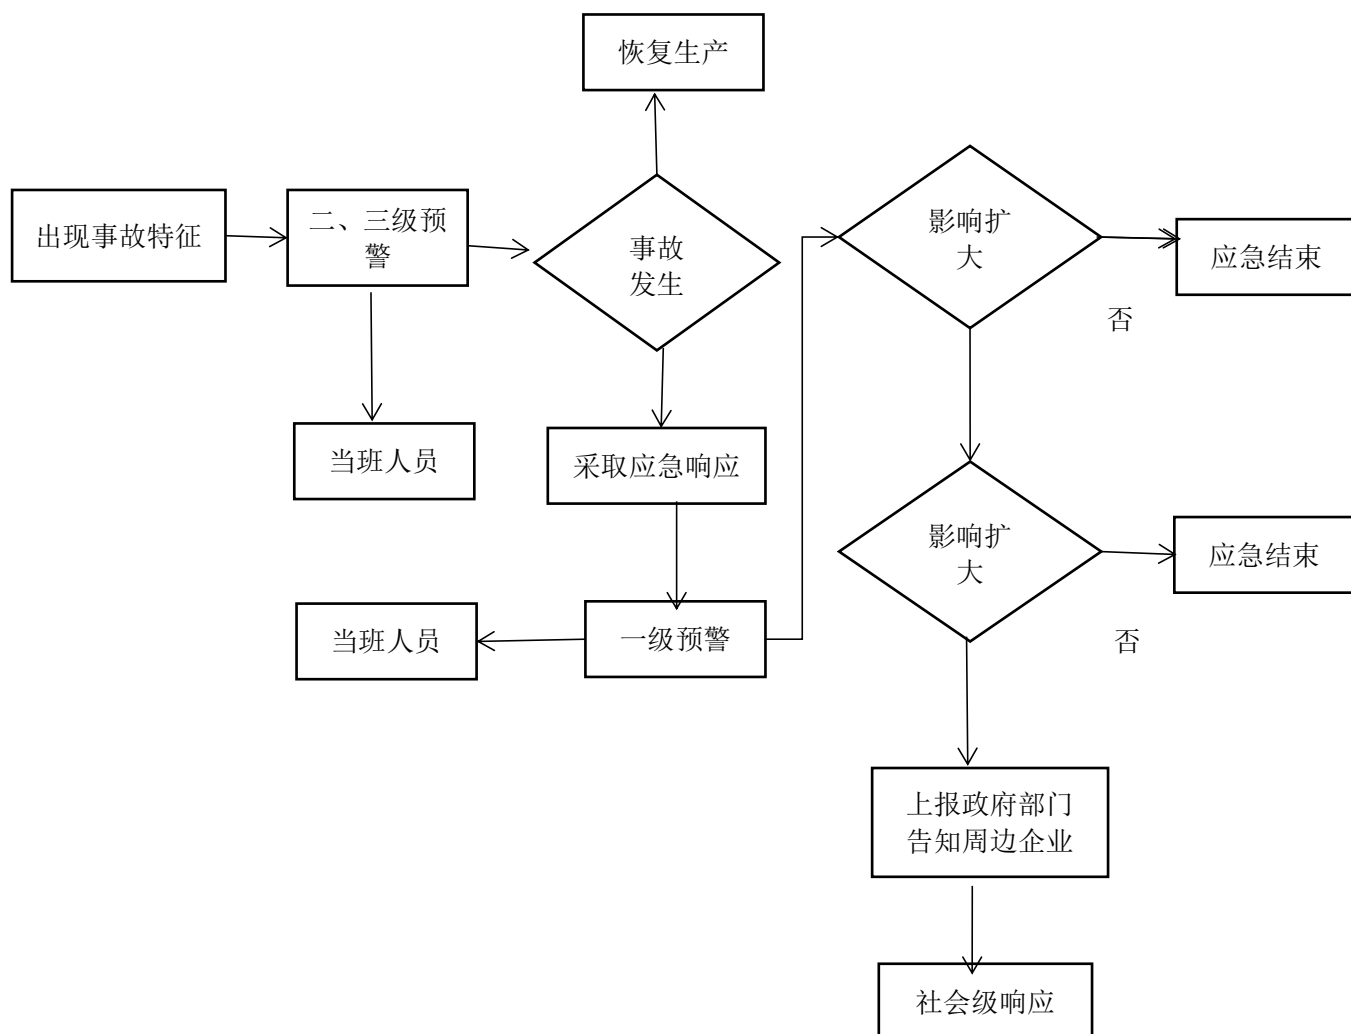 恢复生产
出现事故特征
二、三级预
警
事故
发生
影响扩
大
应急结束
否
当班人员
采取应急响应
影响扩
大
应急结束
当班人员
一级预警
否
上报政府部门
告知周边企业
社会级响应